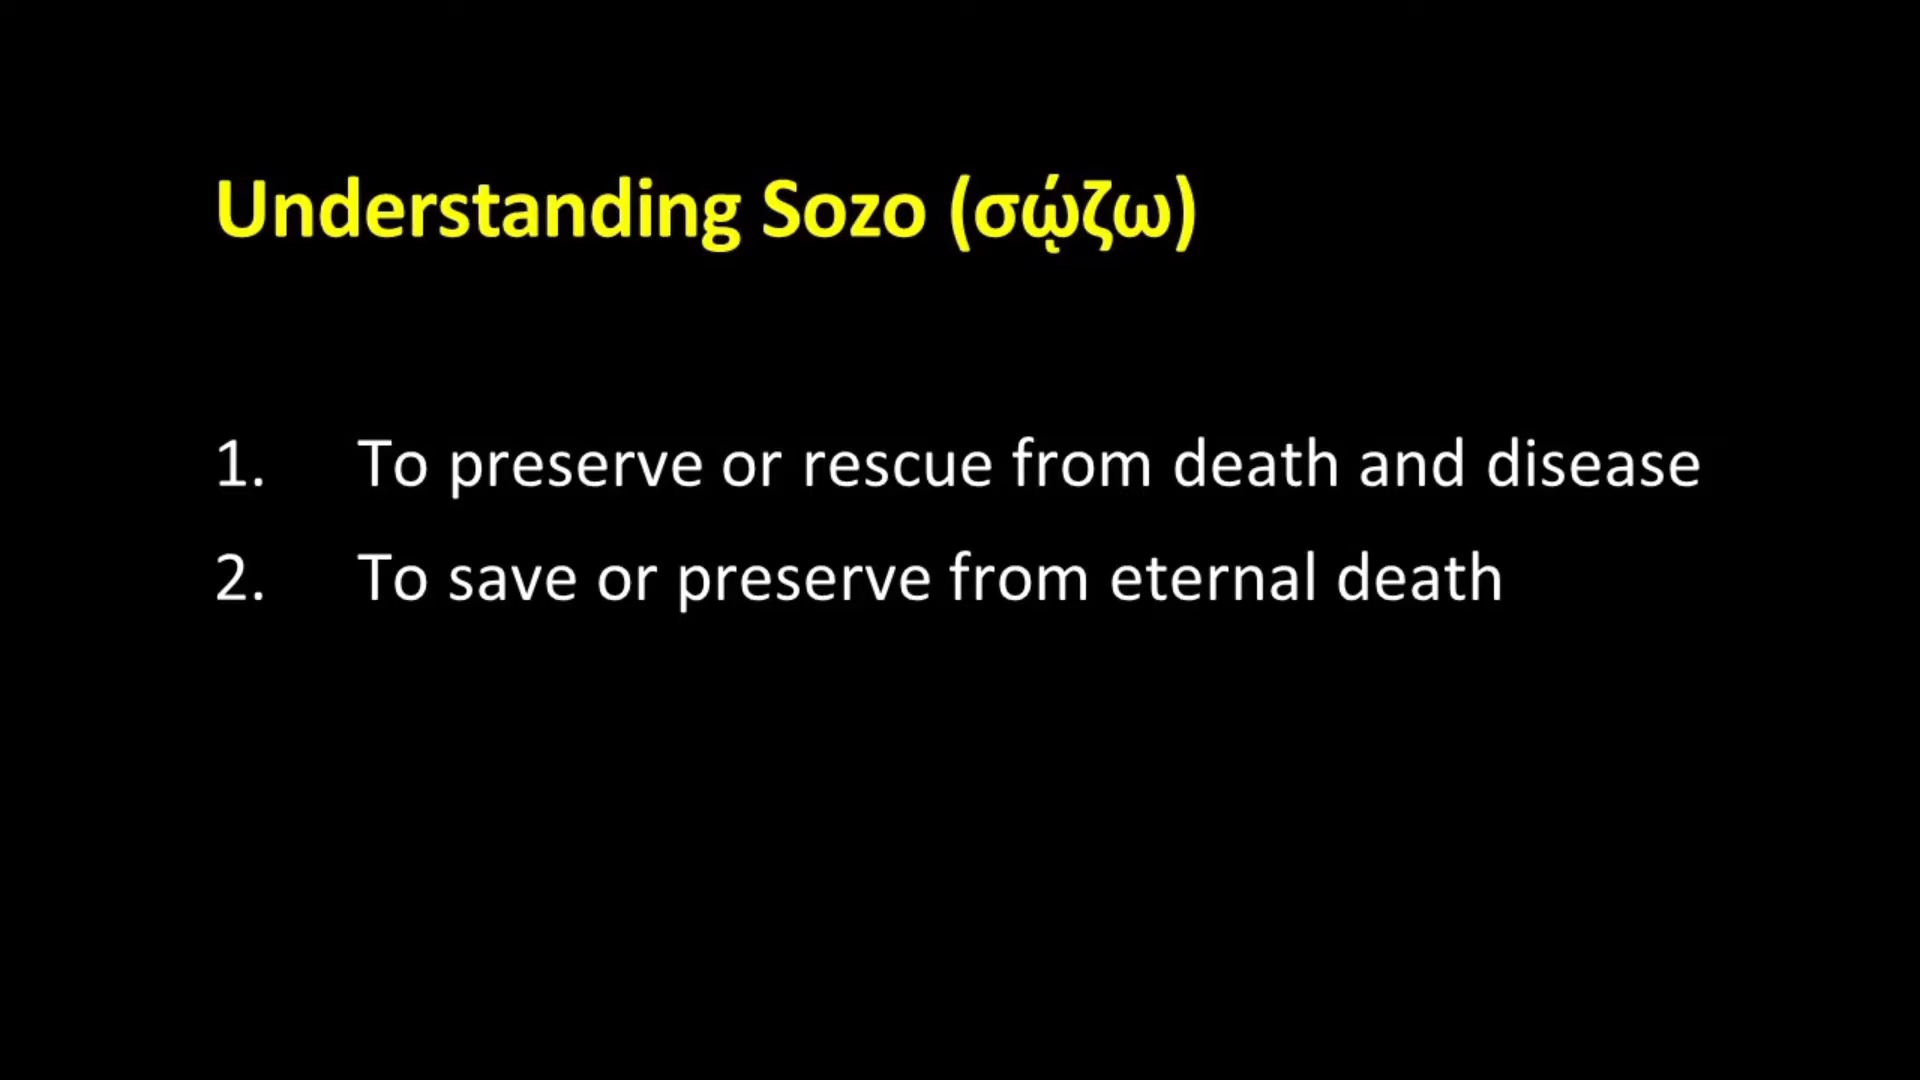 Understanding Sozo (σῴζω)
1. To preserve or rescue from death and disease
2. To save or preserve from eternal death